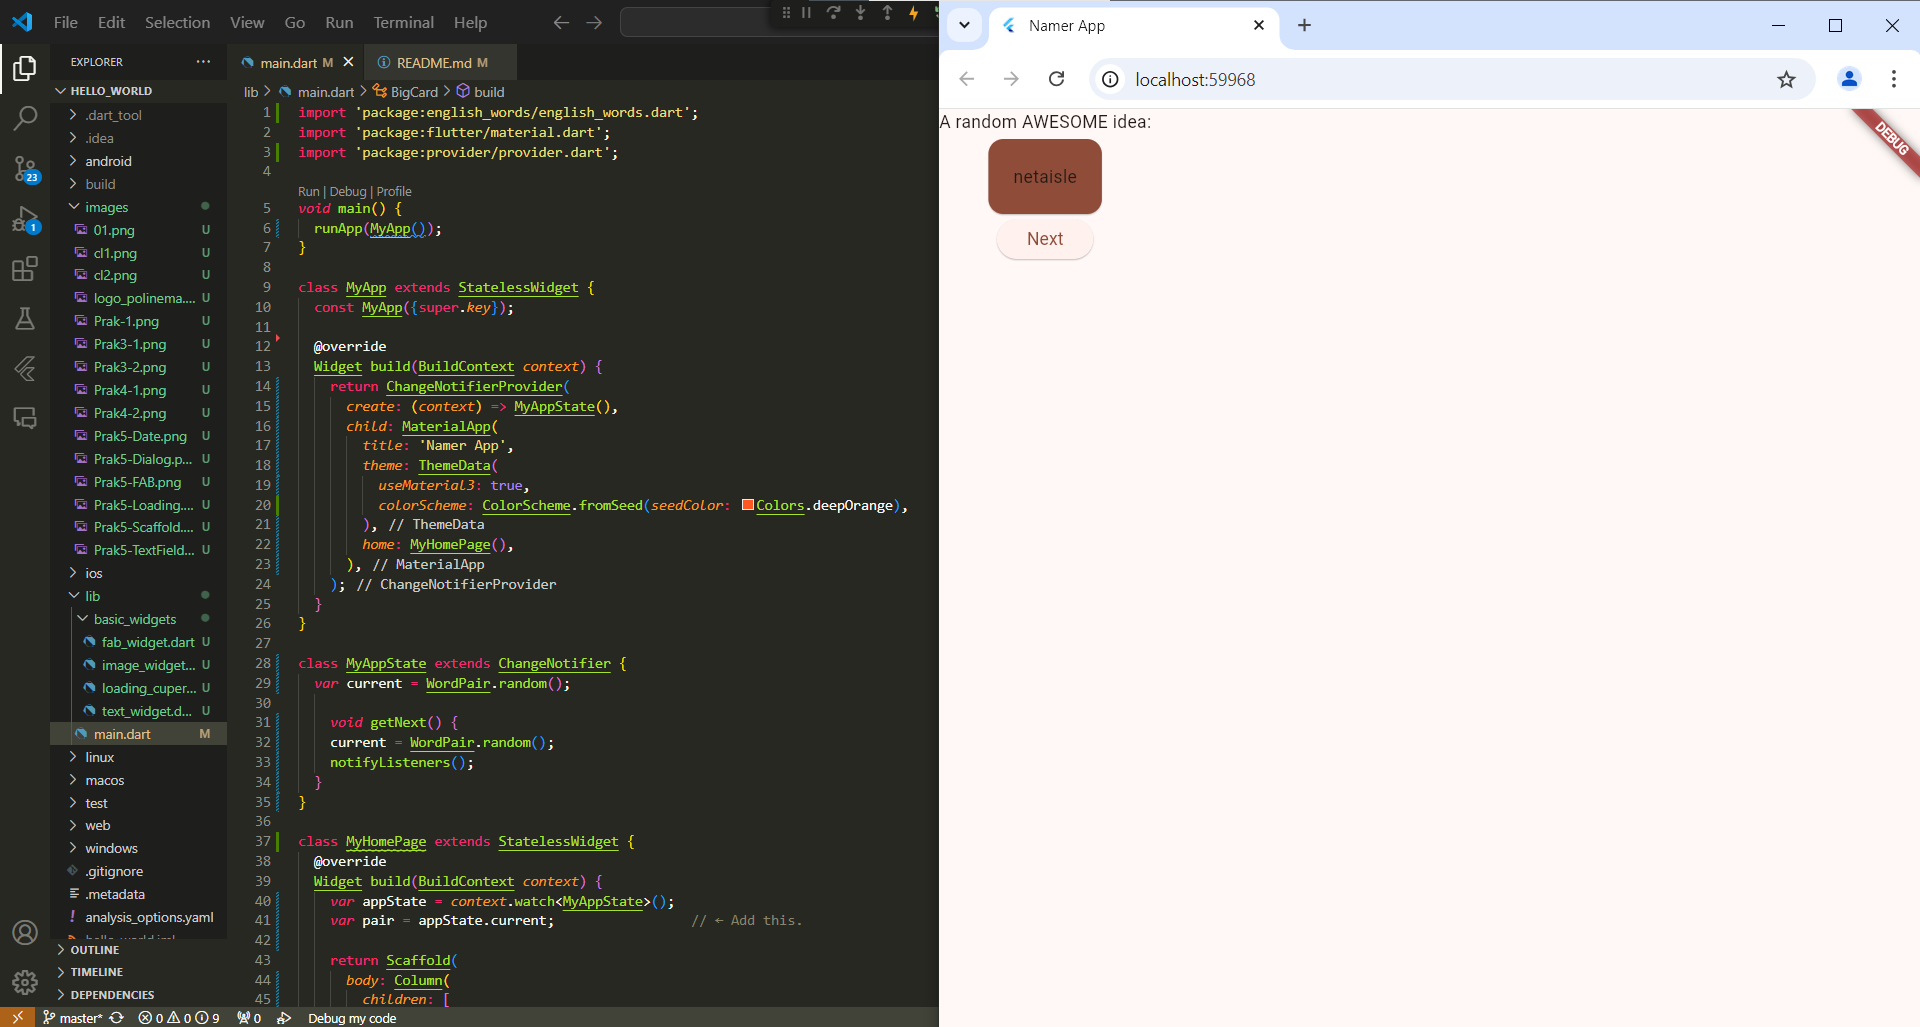 File Edit Selection View Go Run Terminal Help
EXPLORER
HELLO_WORLD
.dart_tool
.idea
android
build
images
01.png U
cl1.png U
cl2.png U
logo_polinema.... U
Prak-1.png U
Prak3-1.png U
Prak3-2.png U
Prak4-1.png U
Prak4-2.png U
Prak5-Date.png U
Prak5-Dialog.p... U
Prak5-FAB.png U
Prak5-Loading.... U
Prak5-Scaffold.... U
Prak5-TextField... U
ios
lib
basic_widgets
fab_widget.dart U
image_widget... U
loading_cuper... U
text_widget.d... U
main.dart M
linux
macos
test
web
windows
.gitignore
.metadata
analysis_options.yaml
OUTLINE
TIMELINE
DEPENDENCIES
23
1
main.dart M
README.md M
lib > main.dart > BigCard > build
1 import 'package:english_words/english_words.dart';
2 import 'package:flutter/material.dart';
3 import 'package:provider/provider.dart';
4
Run | Debug | Profile
5 void main() {
6 runApp(MyApp());
7 }
8
9 class MyApp extends StatelessWidget {
10 const MyApp({super.key});
11
12 @override
13 Widget build(BuildContext context) {
14 return ChangeNotifierProvider(
15 create: (context) => MyAppState(),
16 child: MaterialApp(
17 title: 'Namer App',
18 theme: ThemeData(
19 useMaterial3: true,
20 colorScheme: ColorScheme.fromSeed(seedColor: Colors.deepOrange),
21 ), // ThemeData
22 home: MyHomePage(),
23 ), // MaterialApp
24 ); // ChangeNotifierProvider
25 }
26 }
27
28 class MyAppState extends ChangeNotifier {
29 var current = WordPair.random();
30
31 void getNext() {
32 current = WordPair.random();
33 notifyListeners();
34 }
35 }
36
37 class MyHomePage extends StatelessWidget {
38 @override
39 Widget build(BuildContext context) {
40 var appState = context.watch<MyAppState>();
41 var pair = appState.current; // ← Add this.
42
43 return Scaffold(
44 body: Column(
45 children: [
master* 0 0 9 0 Debug my code
Namer App
localhost:59968
A random AWESOME idea:
netaisle
Next
DEBUG